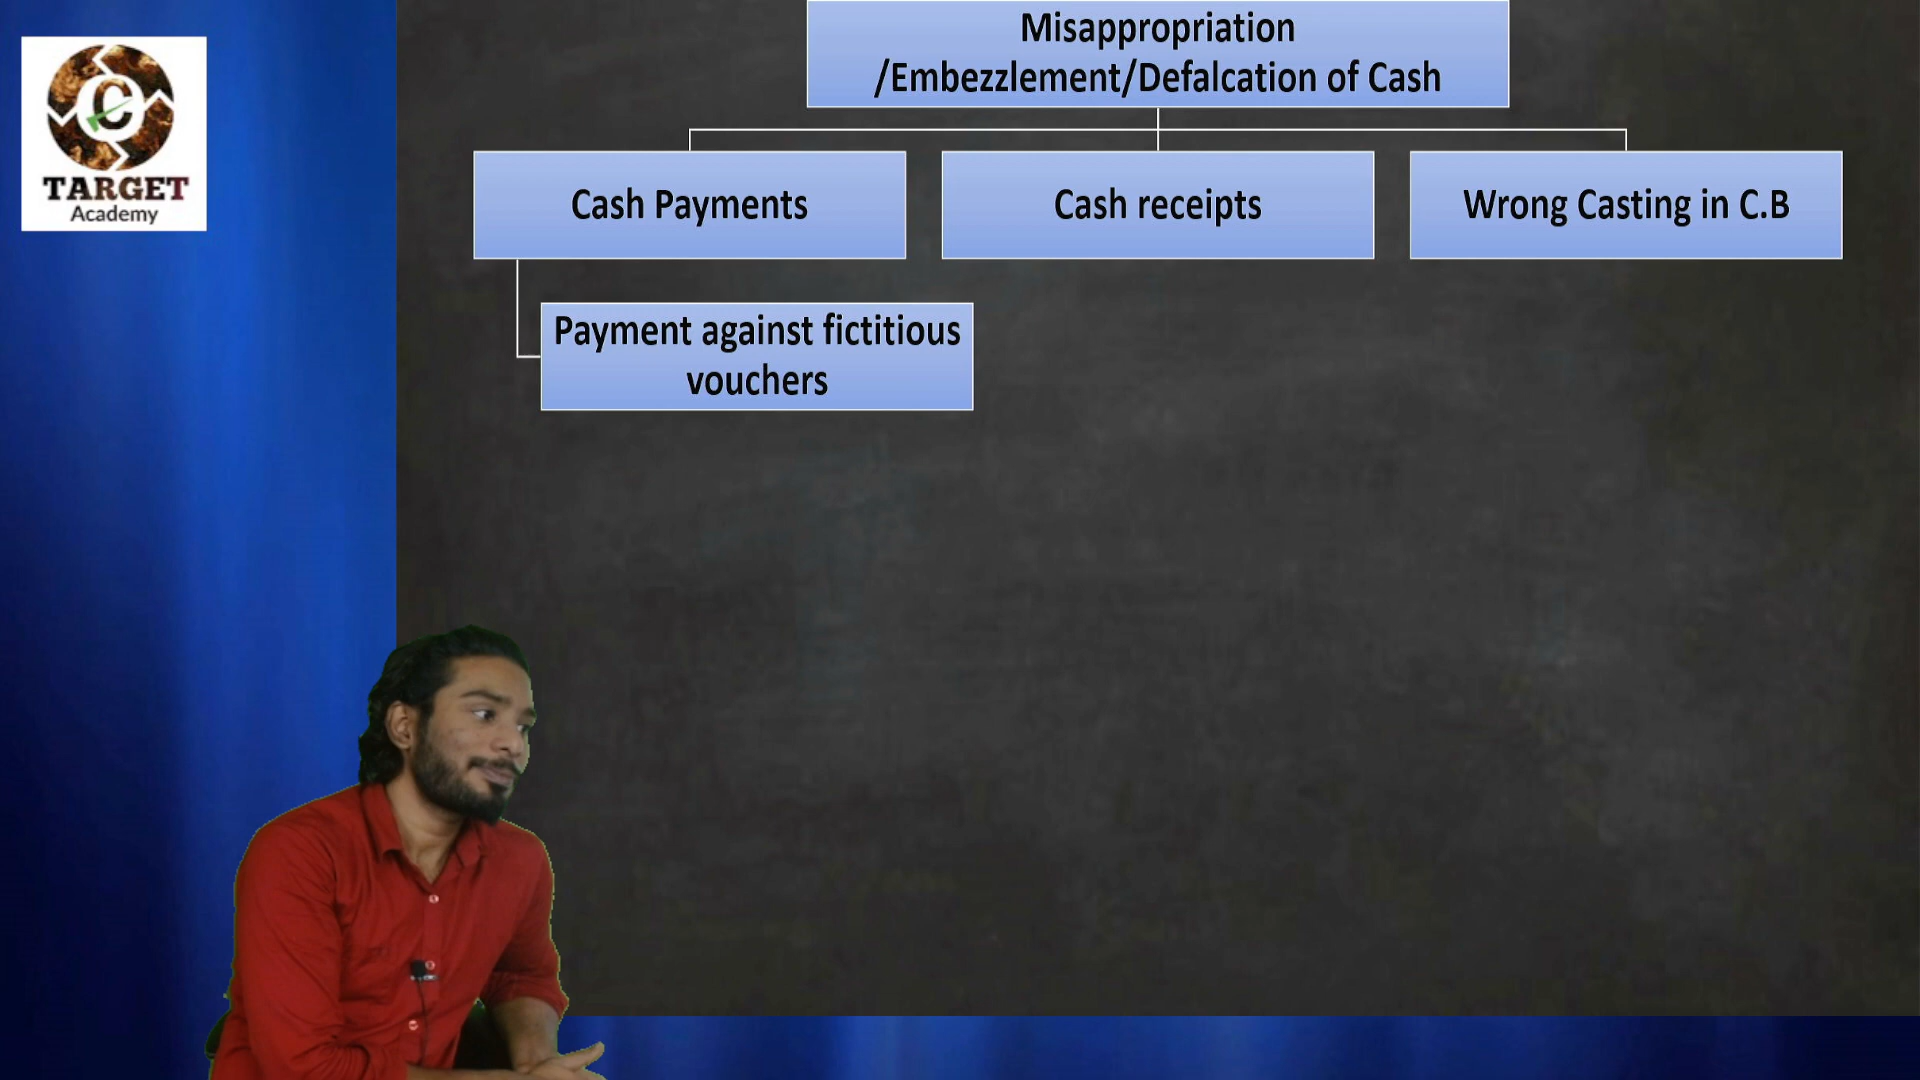 TARGET
Academy
Misappropriation
/Embezzlement/Defalcation of Cash
Cash Payments
Cash receipts
Wrong Casting in C.B
Payment against fictitious
vouchers